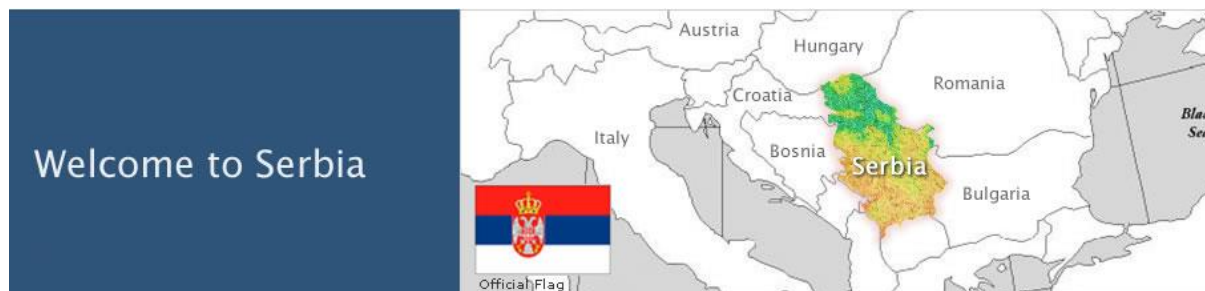 Welcome to Serbia
Austria
Hungary
Romania
Croatia
Italy
Bosnia
Serbia
Bulgaria
Official Flag